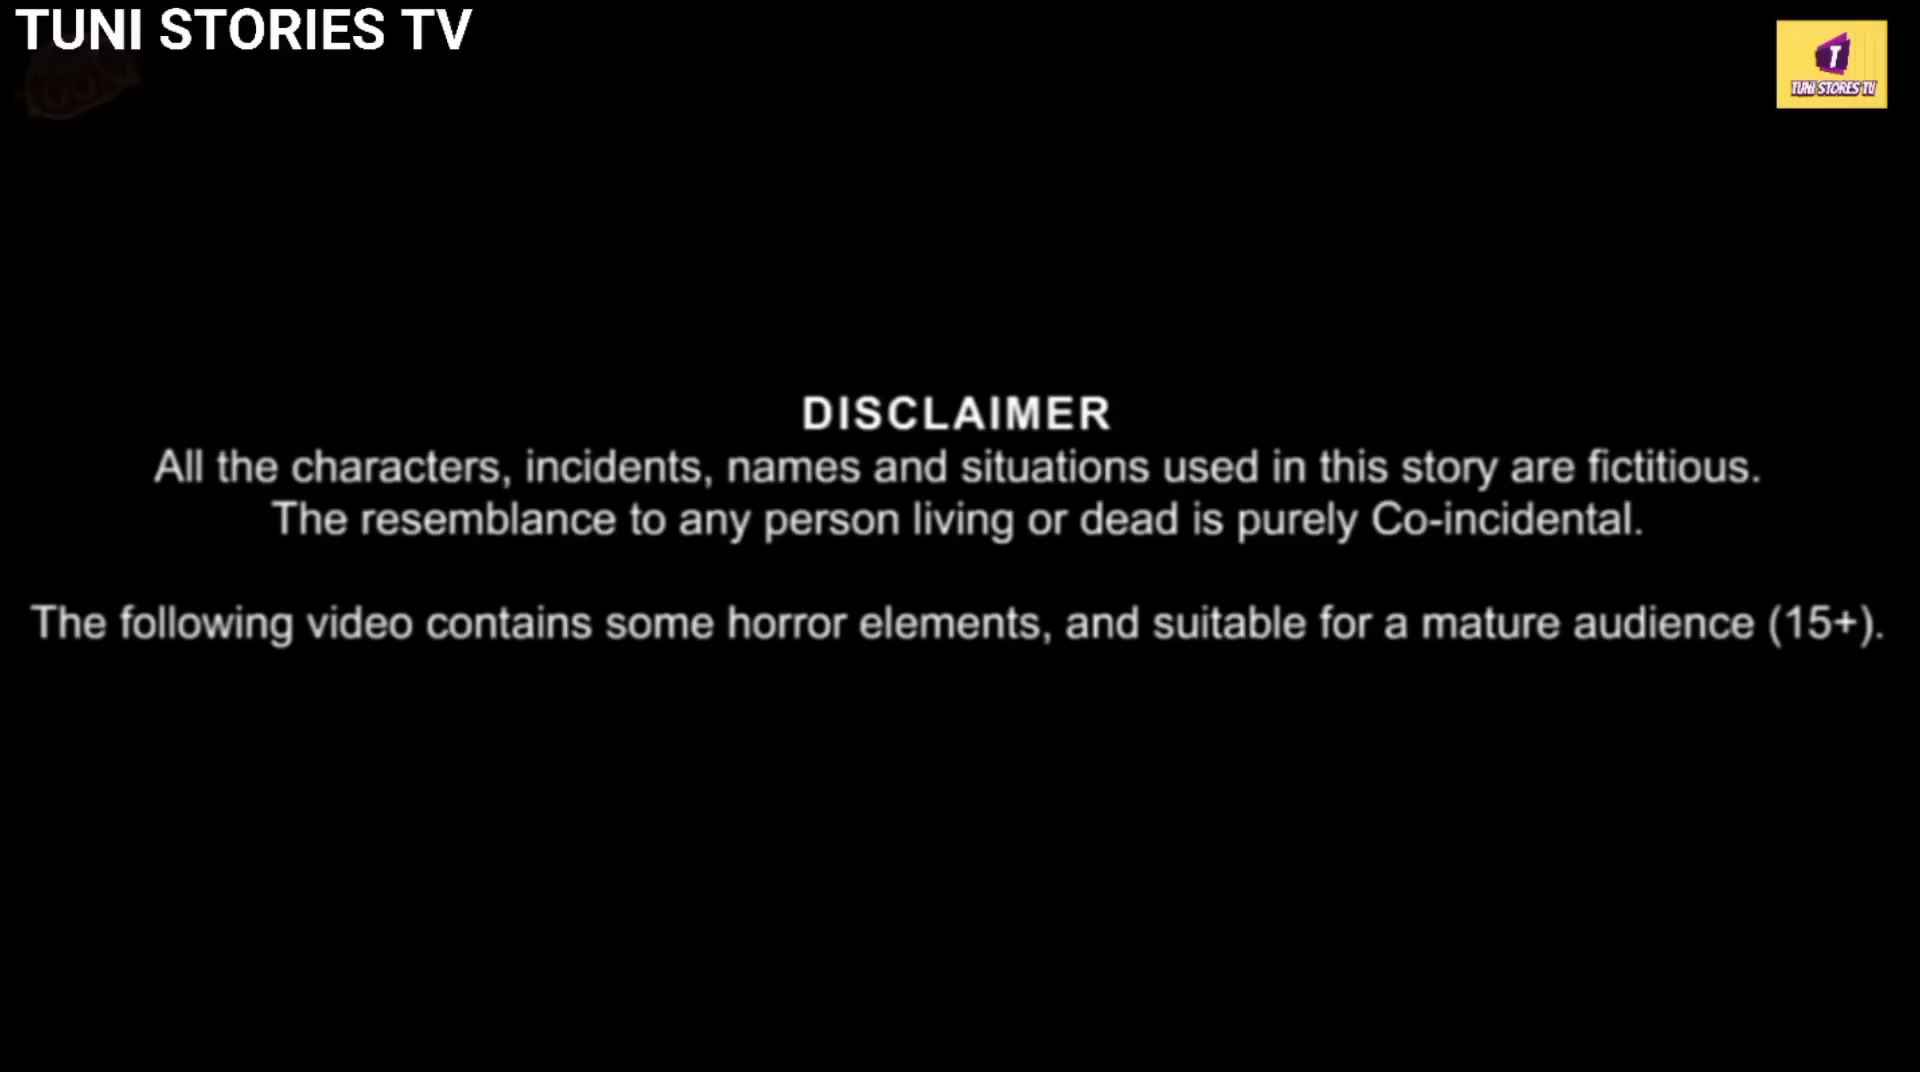 TUNI STORIES TV
T
TUNI STORES TV
DISCLAIMER
All the characters, incidents, names and situations used in this story are fictitious.
The resemblance to any person living or dead is purely Co-incidental.
The following video contains some horror elements, and suitable for a mature audience (15+).